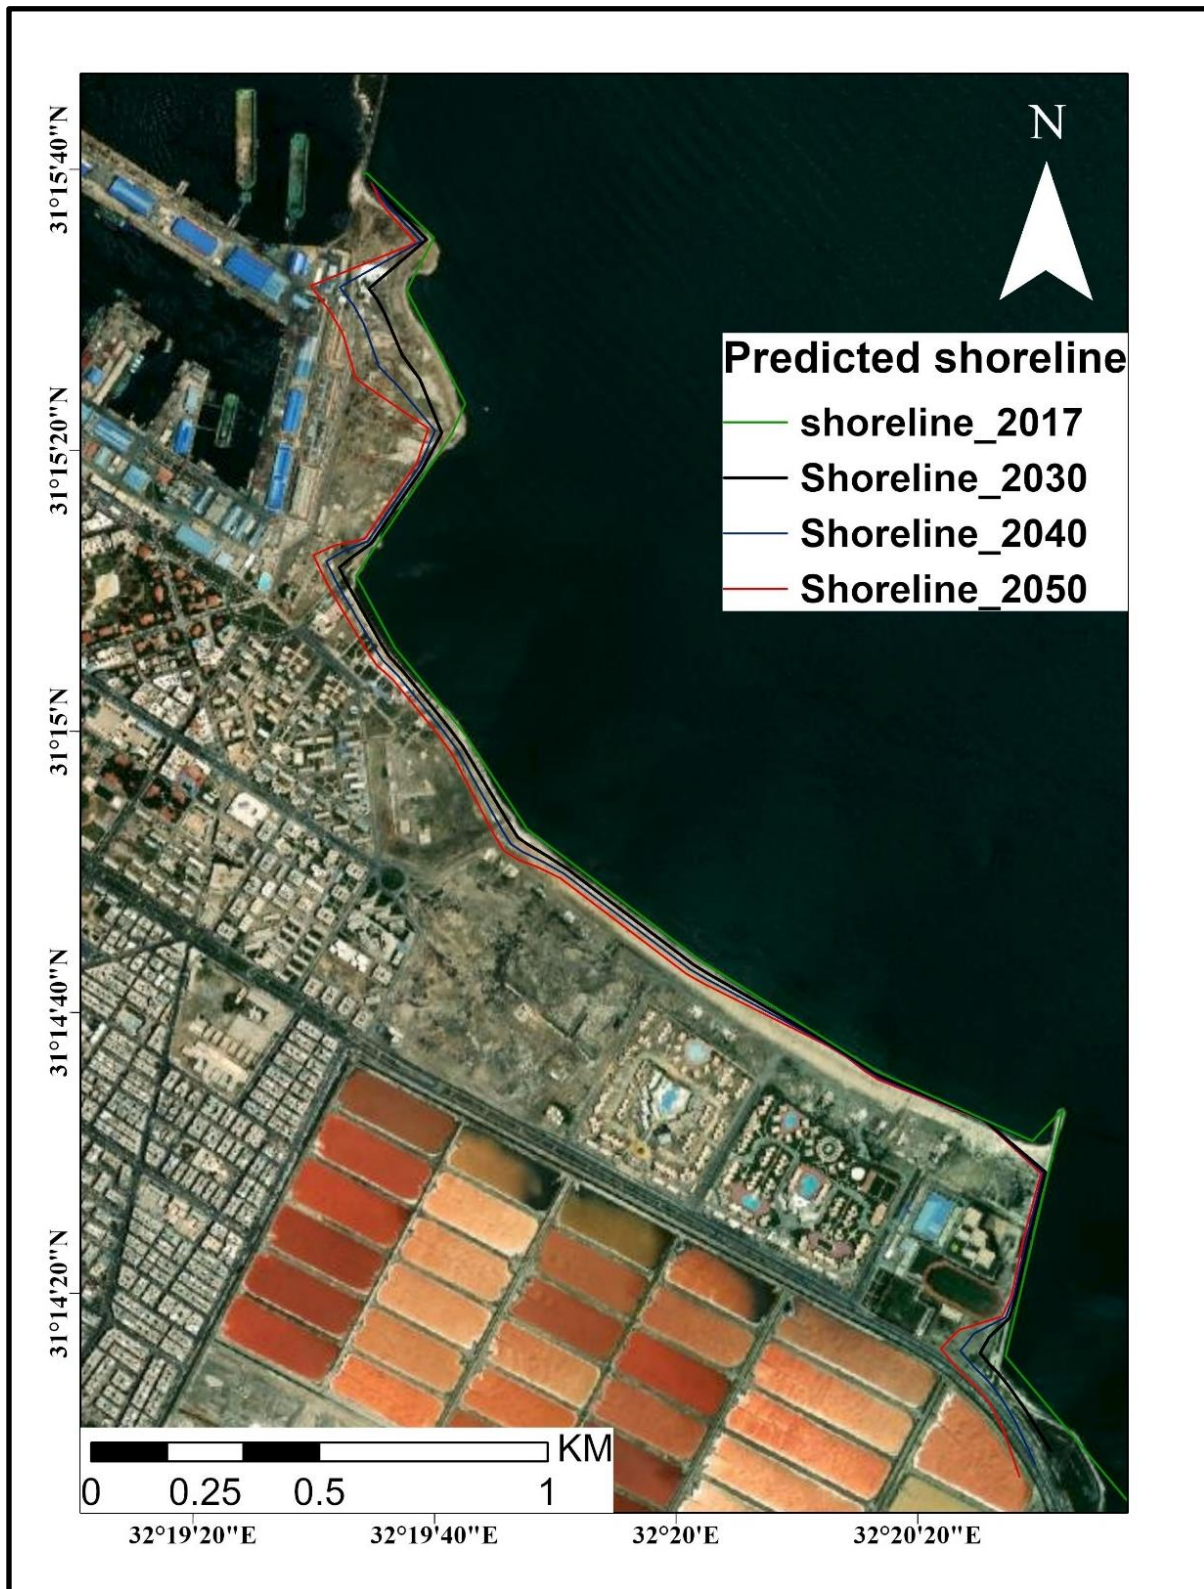 N
Predicted shoreline
shoreline_2017
Shoreline_2030
Shoreline_2040
Shoreline_2050
31°15'40"N
31°15'20"N
31°15'N
31°14'40"N
31°14'20"N
KM
0 0.25 0.5 1
32°19'20"E 32°19'40"E 32°20'E 32°20'20"E